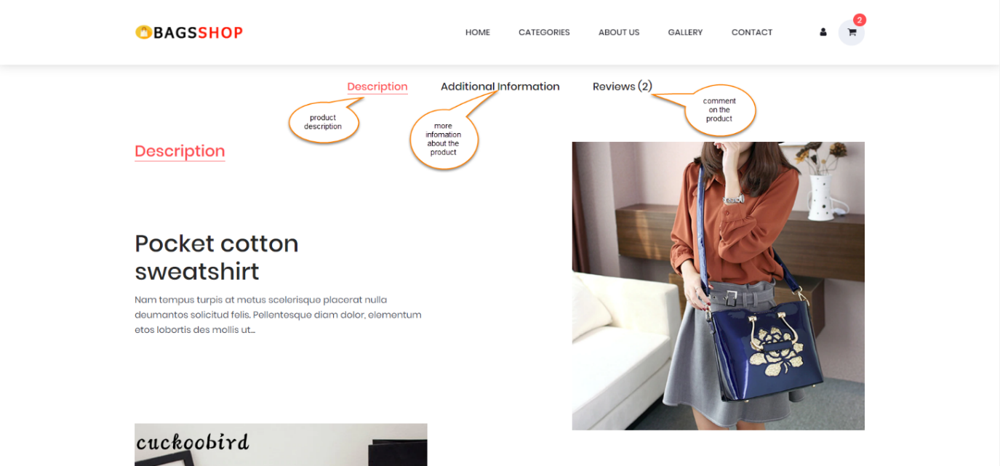 BAGSSHOP
HOME CATEGORIES ABOUT US GALLERY CONTACT
2
Description Additional Information Reviews (2)
product
description
more
infomation
about the
product
comment
on the
product
Description
Pocket cotton
sweatshirt
Nam tempus turpis at metus scelerisque placerat nulla
deumantos solicitud felis. Pellentesque diam dolor, elementum
etos lobortis des mollis ut...
cuckoobird